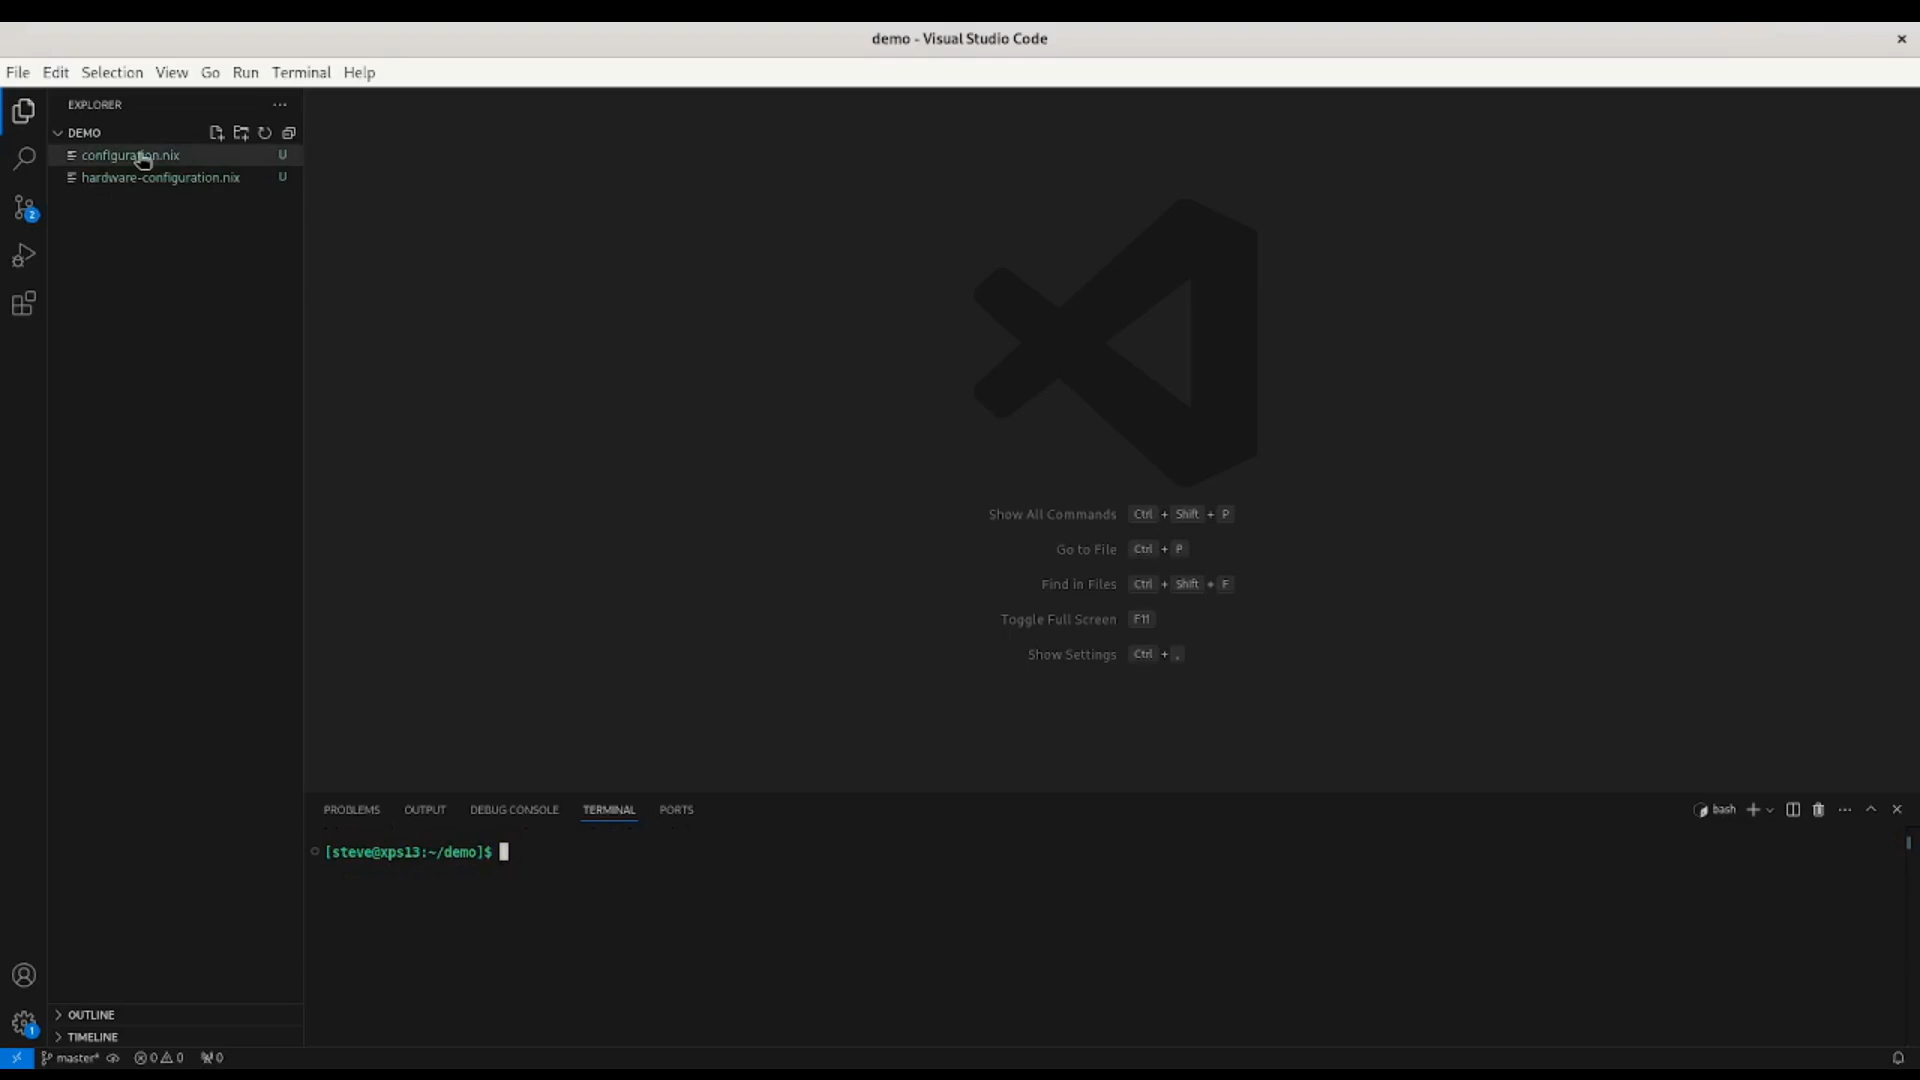 demo - Visual Studio Code
File Edit Selection View Go Run Terminal Help
EXPLORER
DEMO
configuration.nix U
hardware-configuration.nix U
2
Show All Commands Ctrl + Shift + P
Go to File Ctrl + P
Find in Files Ctrl + Shift + F
Toggle Full Screen F11
Show Settings Ctrl + ,
PROBLEMS OUTPUT DEBUG CONSOLE TERMINAL PORTS
bash
[steve@xps13:~/demo]$
OUTLINE
1
TIMELINE
master* 0 0 0